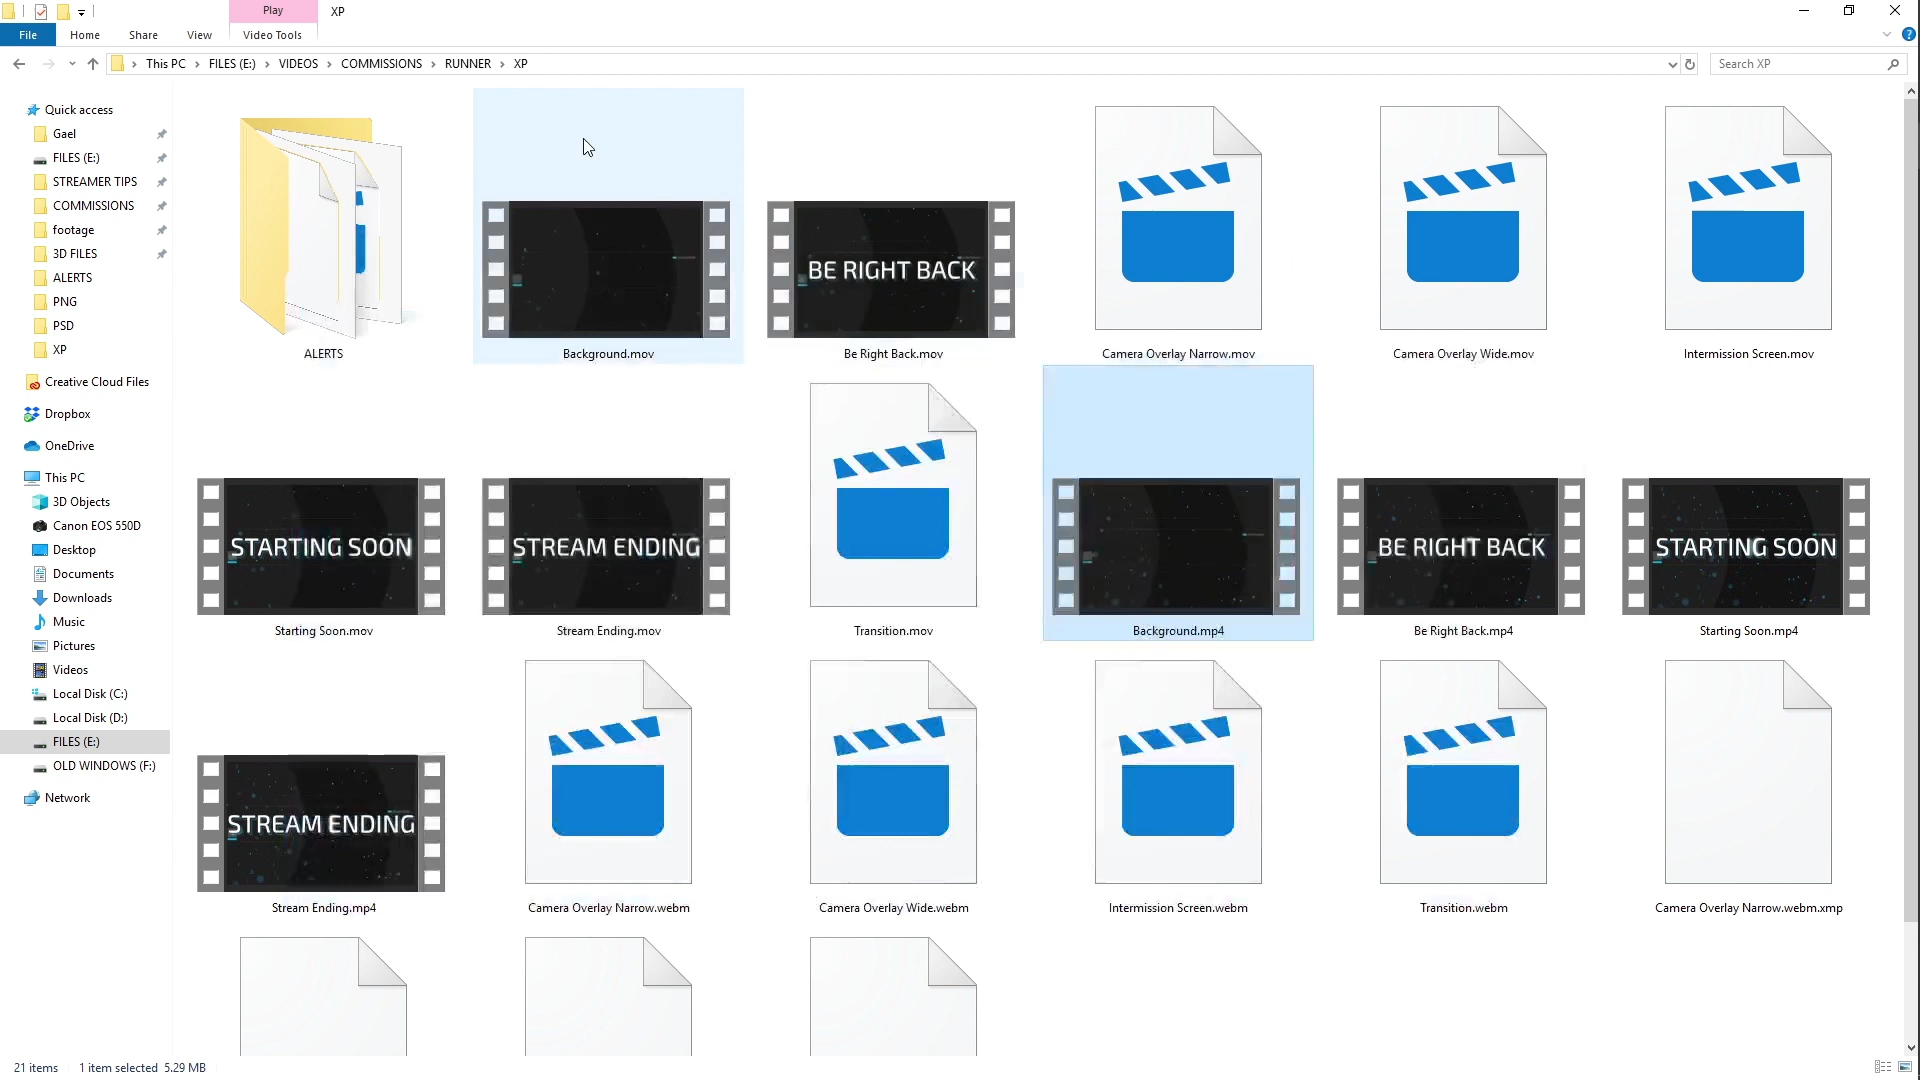 Play
XP
File
Home
Share
View
Video Tools
This PC > FILES (E:) > VIDEOS > COMMISSIONS > RUNNER > XP
Search XP
Quick access
Gael
FILES (E:)
STREAMER TIPS
COMMISSIONS
footage
3D FILES
ALERTS
PNG
PSD
XP
Creative Cloud Files
Dropbox
OneDrive
This PC
3D Objects
Canon EOS 550D
Desktop
Documents
Downloads
Music
Pictures
Videos
Local Disk (C:)
Local Disk (D:)
FILES (E:)
OLD WINDOWS (F:)
Network
BE RIGHT BACK
ALERTS
Background.mov
Be Right Back.mov
Camera Overlay Narrow.mov
Camera Overlay Wide.mov
Intermission Screen.mov
STARTING SOON
STREAM ENDING
BE RIGHT BACK
STARTING SOON
Starting Soon.mov
Stream Ending.mov
Transition.mov
Background.mp4
Be Right Back.mp4
Starting Soon.mp4
STREAM ENDING
Stream Ending.mp4
Camera Overlay Narrow.webm
Camera Overlay Wide.webm
Intermission Screen.webm
Transition.webm
Camera Overlay Narrow.webm.xmp
21 items
1 item selected 5.29 MB